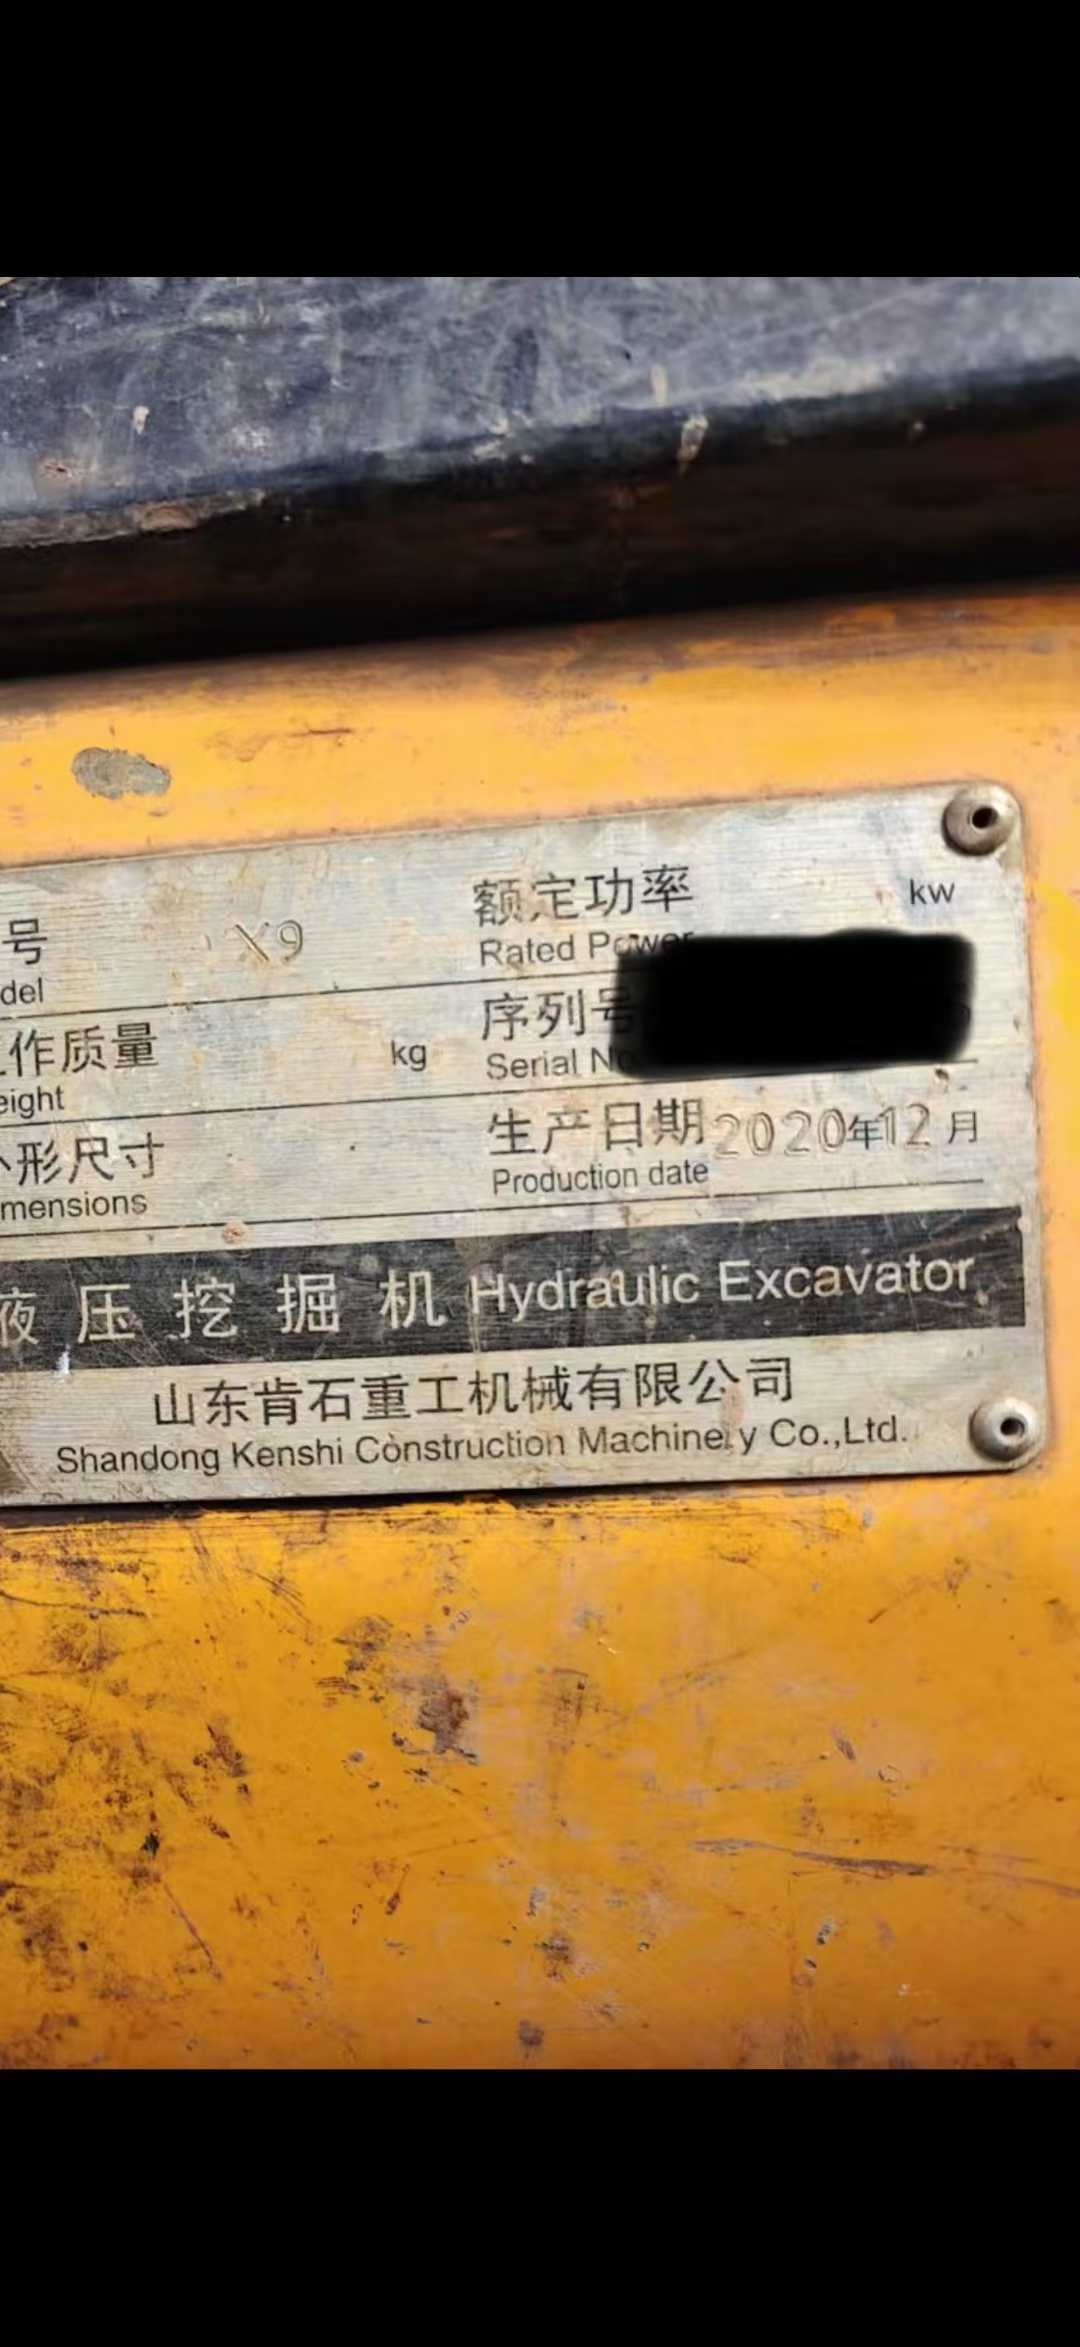 号 X9
del
额定功率 kw
Rated Power
作质量 kg
eight
序列号
Serial No
形尺寸
mensions
生产日期 2020年12月
Production date
液压挖掘机 Hydraulic Excavator
山东肯石重工机械有限公司
Shandong Kenshi Construction Machinery Co.,Ltd.